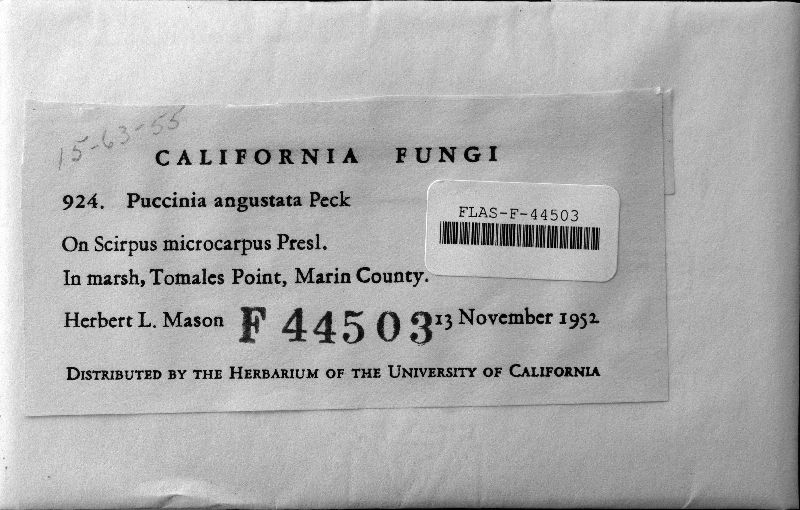 15-63-55
CALIFORNIA FUNGI
924. Puccinia angustata Peck
FLAS-F-44503
On Scirpus microcarpus Presl.
In marsh, Tomales Point, Marin County.
Herbert L. Mason F 44503 13 November 1952
DISTRIBUTED BY THE HERBARIUM OF THE UNIVERSITY OF CALIFORNIA